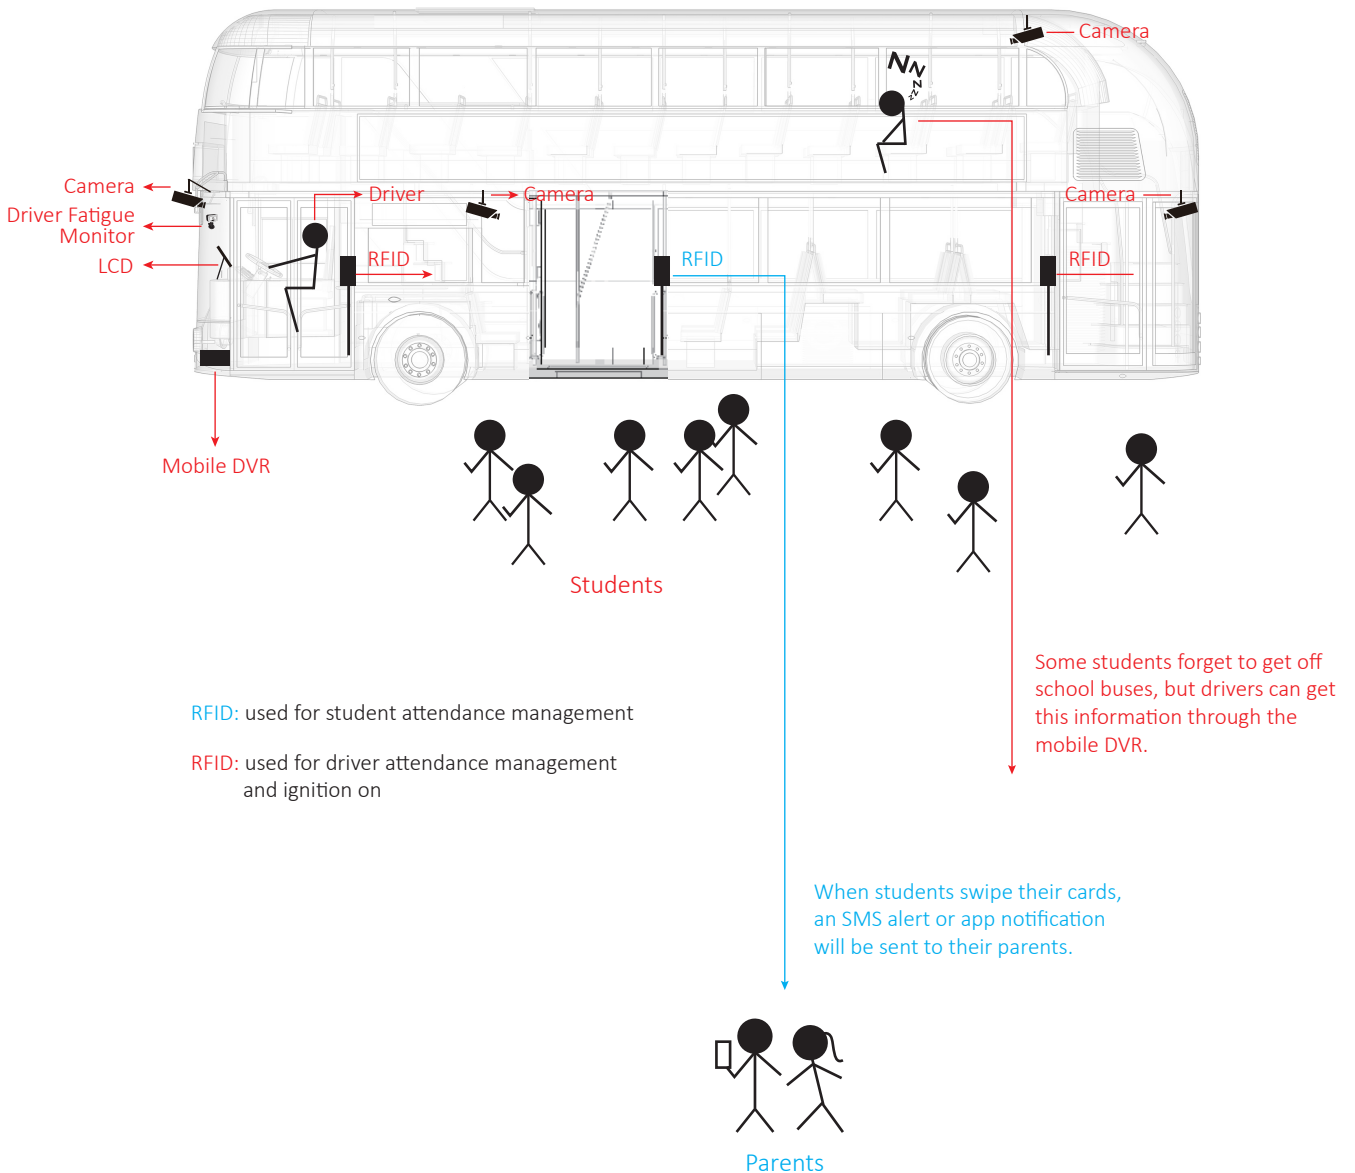 Camera
NN
zzZ
Camera
Driver
Camera
Camera
Driver Fatigue
Monitor
LCD
RFID
RFID
RFID
Mobile DVR
Students
Some students forget to get off
school buses, but drivers can get
this information through the
mobile DVR.
RFID: used for student attendance management
RFID: used for driver attendance management
and ignition on
When students swipe their cards,
an SMS alert or app notification
will be sent to their parents.
Parents